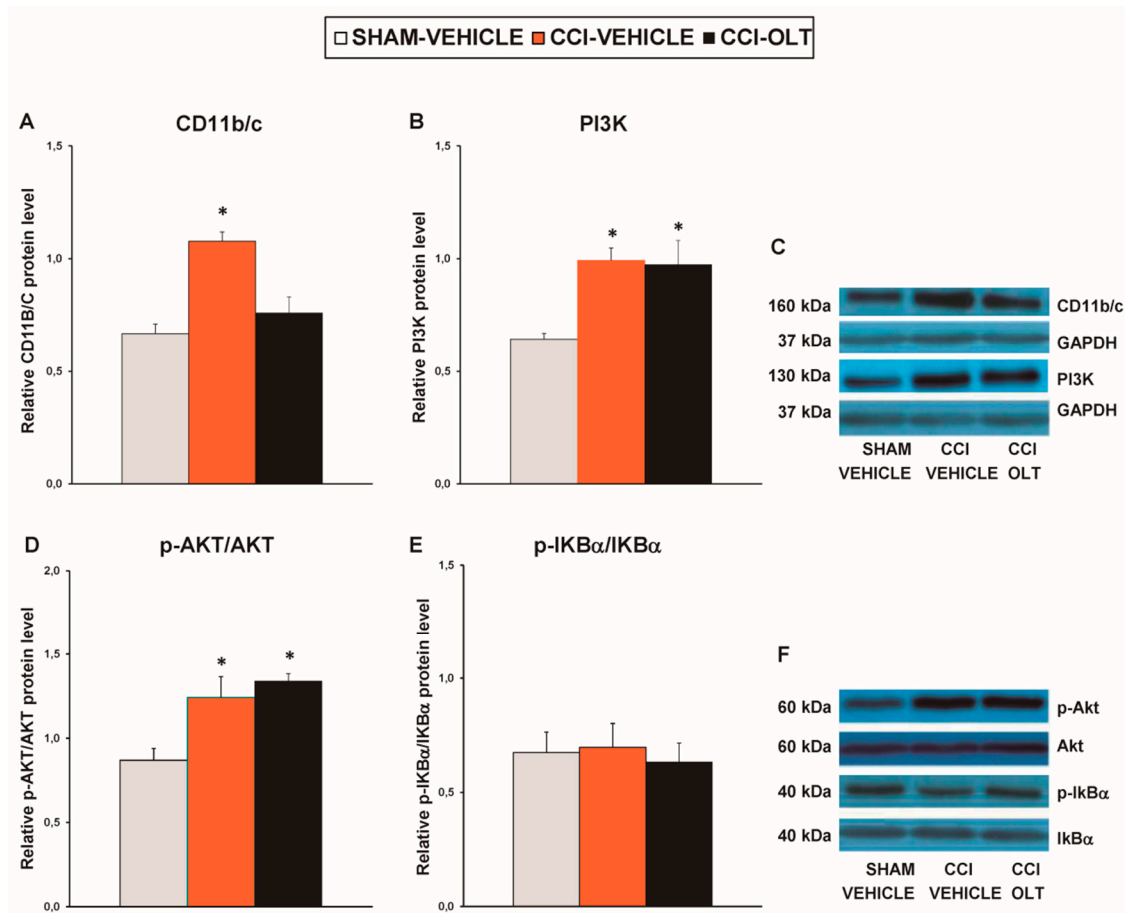 SHAM-VEHICLE CCI-VEHICLE CCI-OLT
A
CD11b/c
Relative CD11B/C protein level
1,5
1,0
0,5
0,0
*
B
PI3K
Relative PI3K protein level
1,5
1,0
0,5
0,0
*
*
C
160 kDa CD11b/c
37 kDa GAPDH
130 kDa PI3K
37 kDa GAPDH
SHAM CCI CCI
VEHICLE VEHICLE OLT
D
p-AKT/AKT
Relative p-AKT/AKT protein level
2,0
1,5
1,0
0,5
0,0
*
*
E
p-IKBα/IKBα
Relative p-IKBα/IKBα protein level
1,5
1,0
0,5
0,0
F
60 kDa p-Akt
60 kDa Akt
40 kDa p-IkBα
40 kDa IkBα
SHAM CCI CCI
VEHICLE VEHICLE OLT